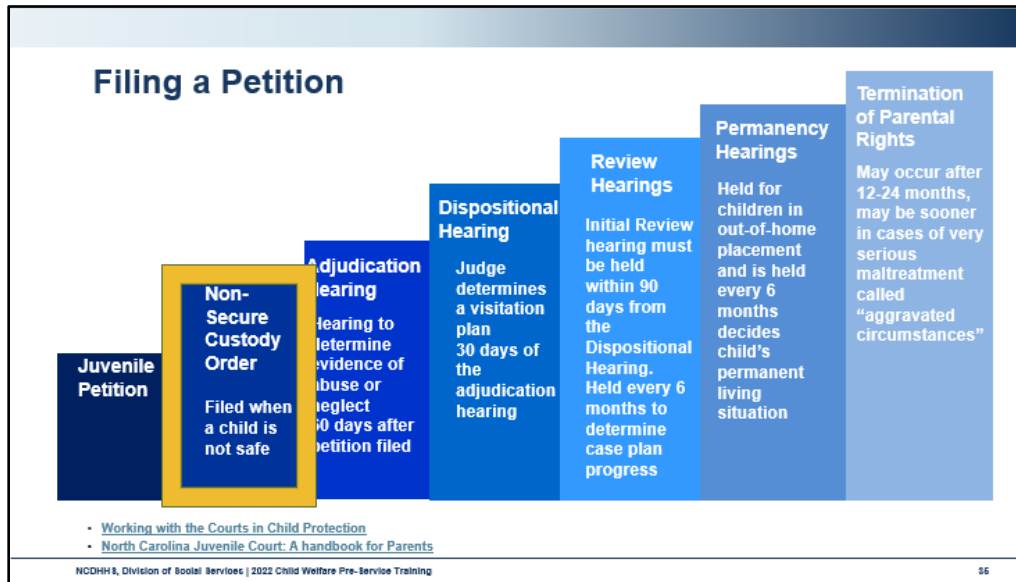 Filing a Petition
Juvenile
Petition
Non-
Secure
Custody
Order
Filed when
a child is
not safe
Adjudication
Hearing
Hearing to
determine
evidence of
abuse or
neglect
60 days after
petition filed
Dispositional
Hearing
Judge
determines
a visitation
plan
30 days of
the
adjudication
hearing
Review
Hearings
Initial Review
hearing must
be held
within 90
days from
the
Dispositional
Hearing.
Held every 6
months to
determine
case plan
progress
Permanency
Hearings
Held for
children in
out-of-home
placement
and is held
every 6
months
decides
child's
permanent
living
situation
Termination
of Parental
Rights
May occur after
12-24 months,
may be sooner
in cases of very
serious
maltreatment
called
“aggravated
circumstances”
• Working with the Courts in Child Protection
• North Carolina Juvenile Court: A handbook for Parents
NCDHHS, Division of Social Services | 2022 Child Welfare Pre-Service Training
35